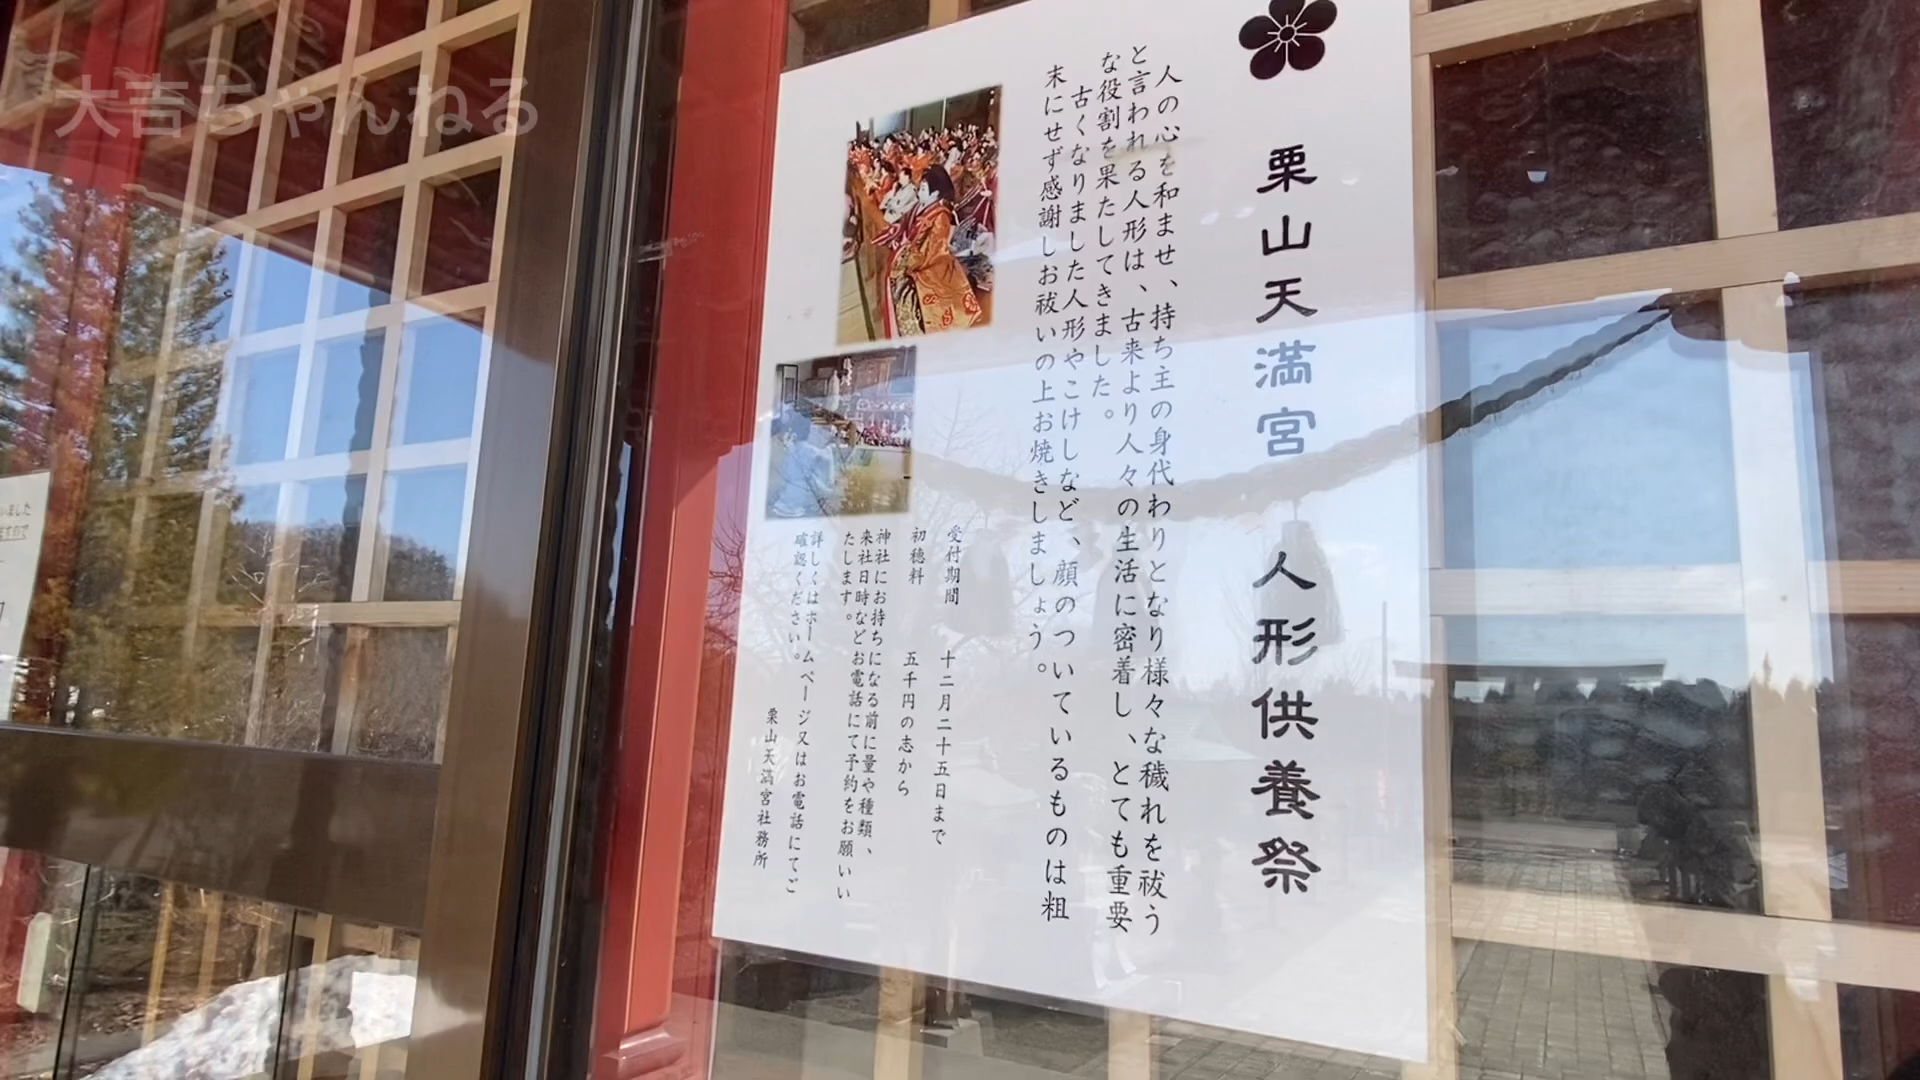 大吉ちゃんねる
栗山天満宮 人形供養祭
人の心を和ませ、持ち主の身代わりとなり様々な穢れを祓う
と言われる人形は、古来より人々の生活に密着し、とても重要
な役割を果たしてきました。
古くなりました人形やこけしなど、顔のついているものは粗
末にせず感謝しお祓いの上お焼きしましょう。
受付期間 十二月二十五日まで
初穂料 五千円の志から
神社にお持ちになる前に量や種類、
来社日時などお電話にて予約をお願いい
たします。
詳しくはホームページ又はお電話にてご
確認ください。
栗山天満宮社務所
いました